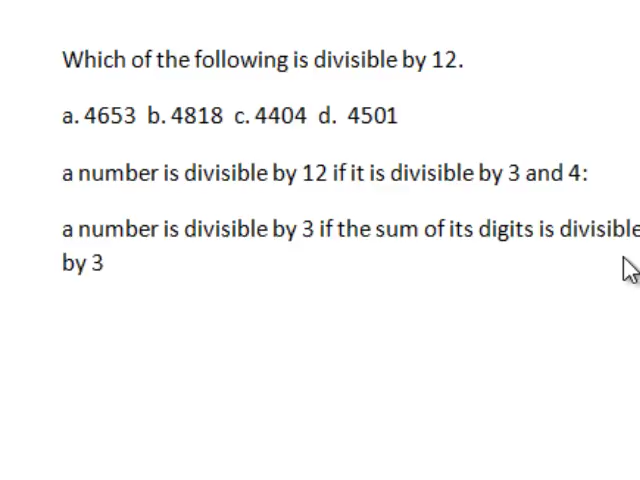 Which of the following is divisible by 12.
a. 4653 b. 4818 c. 4404 d. 4501
a number is divisible by 12 if it is divisible by 3 and 4:
a number is divisible by 3 if the sum of its digits is divisible
by 3